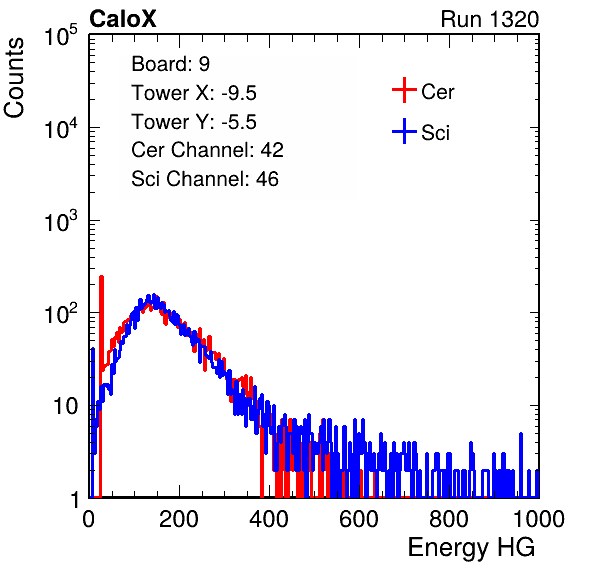 CaloX Run 1320
Counts
10^5
10^4
10^3
10^2
10
1
Board: 9
Tower X: -9.5
Tower Y: -5.5
Cer Channel: 42
Sci Channel: 46
Cer
Sci
0 200 400 600 800 1000
Energy HG